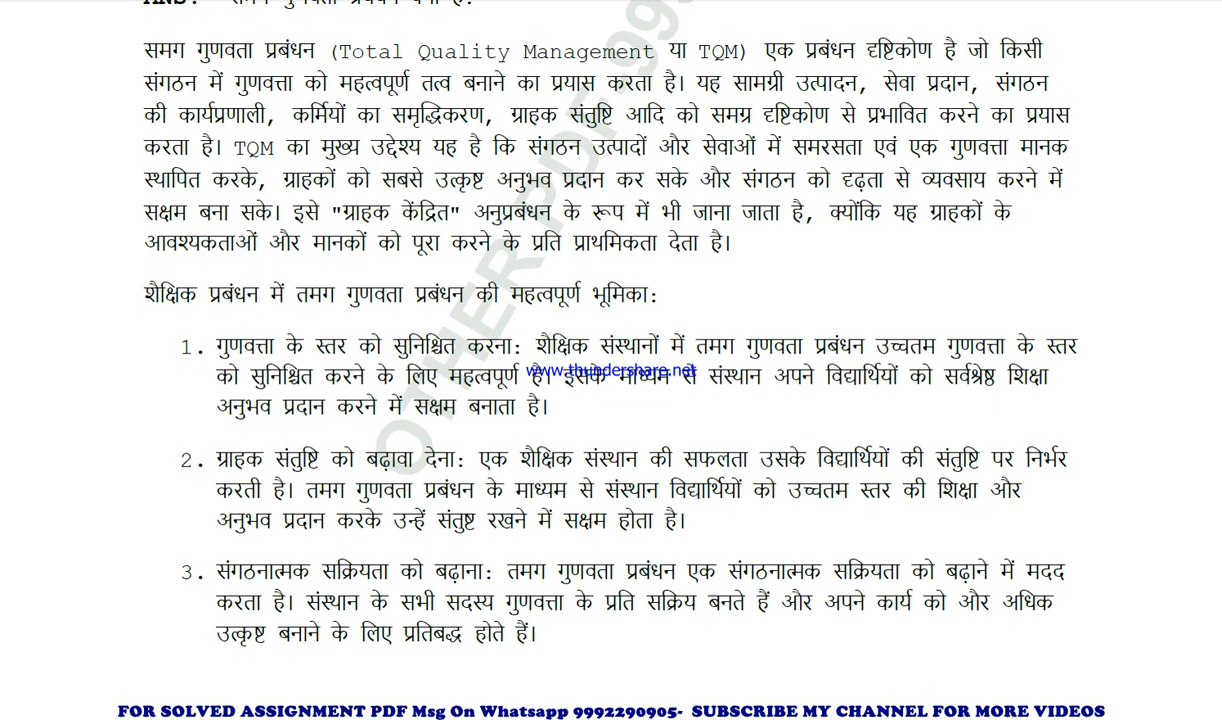 समग गुणवता प्रबंधन (Total Quality Management या TQM) एक प्रबंधन दृष्टिकोण है जो किसी
संगठन में गुणवत्ता को महत्वपूर्ण तत्व बनाने का प्रयास करता है। यह सामग्री उत्पादन, सेवा प्रदान, संगठन
की कार्यप्रणाली, कर्मियों का समृद्धिकरण, ग्राहक संतुष्टि आदि को समग्र दृष्टिकोण से प्रभावित करने का प्रयास
करता है। TQM का मुख्य उद्देश्य यह है कि संगठन उत्पादों और सेवाओं में समरसता एवं एक गुणवत्ता मानक
स्थापित करके, ग्राहकों को सबसे उत्कृष्ट अनुभव प्रदान कर सके और संगठन को दृढ़ता से व्यवसाय करने में
सक्षम बना सके। इसे "ग्राहक केंद्रित" अनुप्रबंधन के रूप में भी जाना जाता है, क्योंकि यह ग्राहकों के
आवश्यकताओं और मानकों को पूरा करने के प्रति प्राथमिकता देता है।
शैक्षिक प्रबंधन में तमग गुणवता प्रबंधन की महत्वपूर्ण भूमिका:
1. गुणवत्ता के स्तर को सुनिश्चित करना: शैक्षिक संस्थानों में तमग गुणवता प्रबंधन उच्चतम गुणवत्ता के स्तर
को सुनिश्चित करने के लिए महत्वपूर्ण है। इसके माध्यम से संस्थान अपने विद्यार्थियों को सर्वश्रेष्ठ शिक्षा
www.thundershare.net
अनुभव प्रदान करने में सक्षम बनाता है।
2. ग्राहक संतुष्टि को बढ़ावा देना: एक शैक्षिक संस्थान की सफलता उसके विद्यार्थियों की संतुष्टि पर निर्भर
करती है। तमग गुणवता प्रबंधन के माध्यम से संस्थान विद्यार्थियों को उच्चतम स्तर की शिक्षा और
अनुभव प्रदान करके उन्हें संतुष्ट रखने में सक्षम होता है।
3. संगठनात्मक सक्रियता को बढ़ाना: तमग गुणवता प्रबंधन एक संगठनात्मक सक्रियता को बढ़ाने में मदद
करता है। संस्थान के सभी सदस्य गुणवत्ता के प्रति सक्रिय बनते हैं और अपने कार्य को और अधिक
उत्कृष्ट बनाने के लिए प्रतिबद्ध होते हैं।
OTHER PDF-999
FOR SOLVED ASSIGNMENT PDF Msg On Whatsapp 9992290905- SUBSCRIBE MY CHANNEL FOR MORE VIDEOS